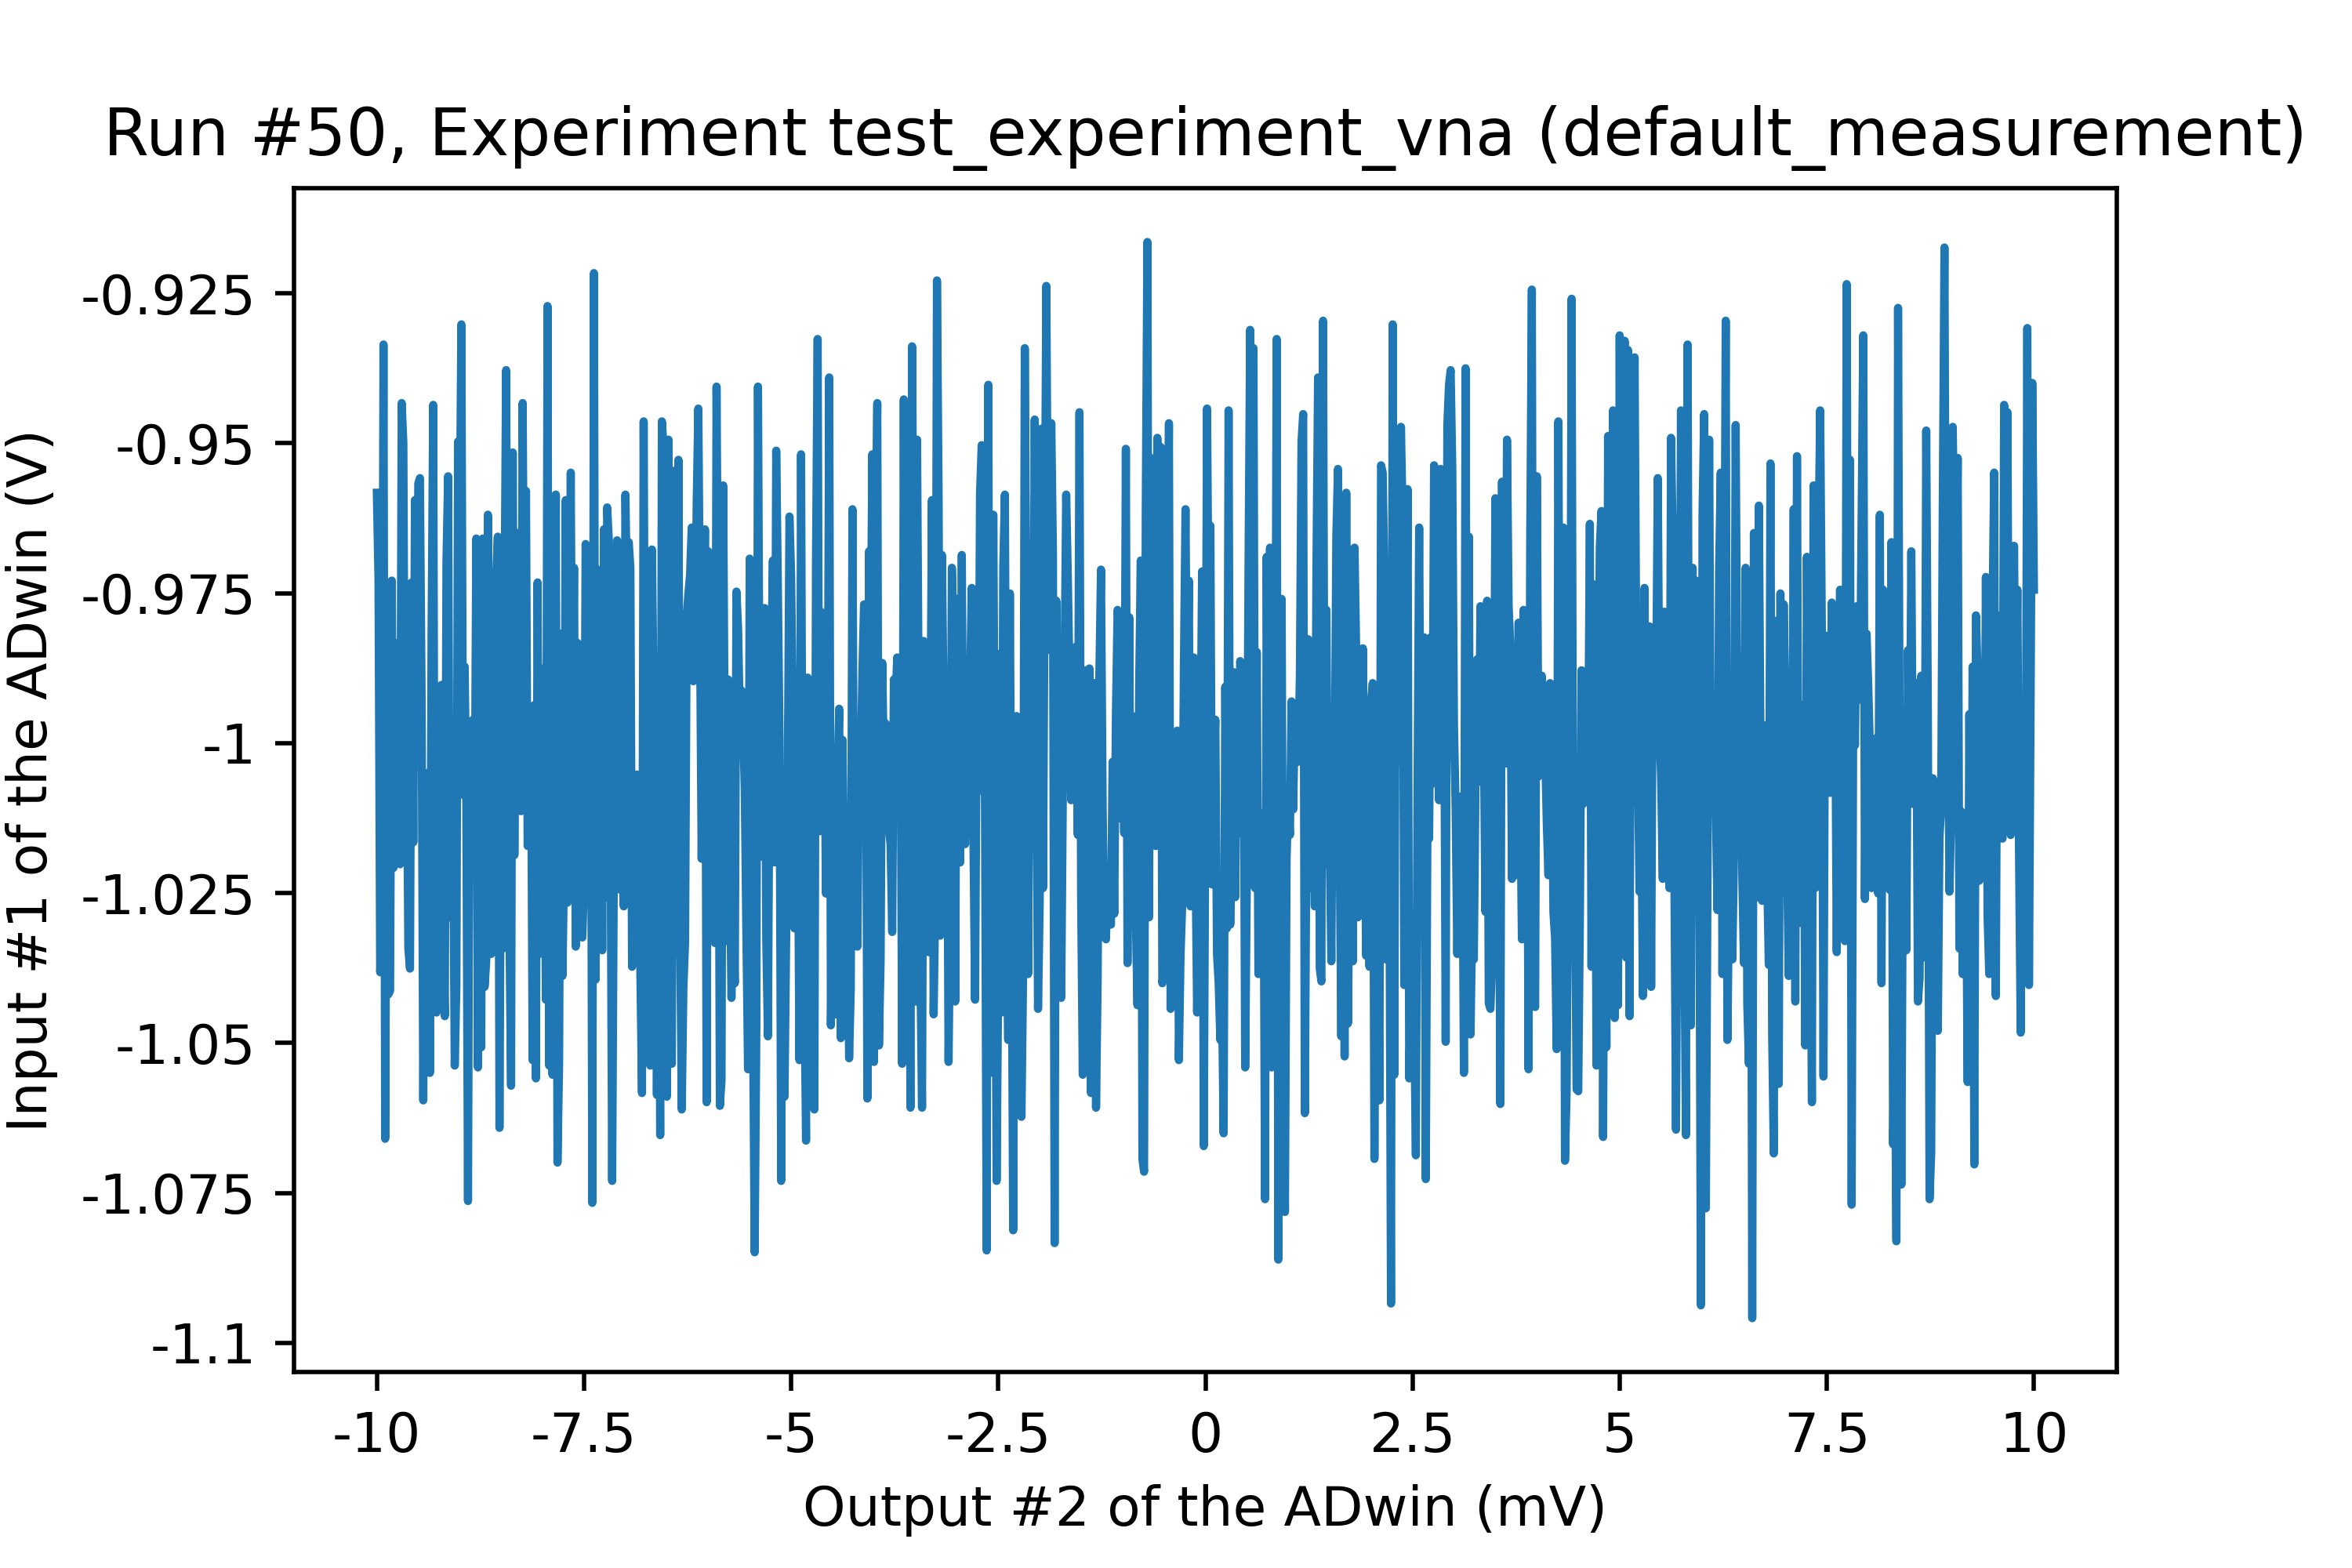 Run #50, Experiment test_experiment_vna (default_measurement)
Input #1 of the ADwin (V)
-0.925
-0.95
-0.975
-1
-1.025
-1.05
-1.075
-1.1
-10 -7.5 -5 -2.5 0 2.5 5 7.5 10
Output #2 of the ADwin (mV)